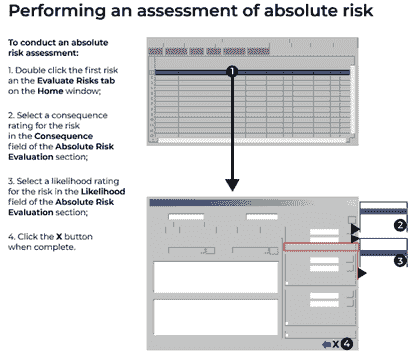 Performing an assessment of absolute risk
To conduct an absolute
risk assessment:
1. Double click the first risk
an the Evaluate Risks tab
on the Home window;
2. Select a consequence
rating for the risk
in the Consequence
field of the Absolute Risk
Evaluation section;
3. Select a likelihood rating
for the risk in the Likelihood
field of the Absolute Risk
Evaluation section;
4. Click the X button
when complete.
1
2
3
X 4